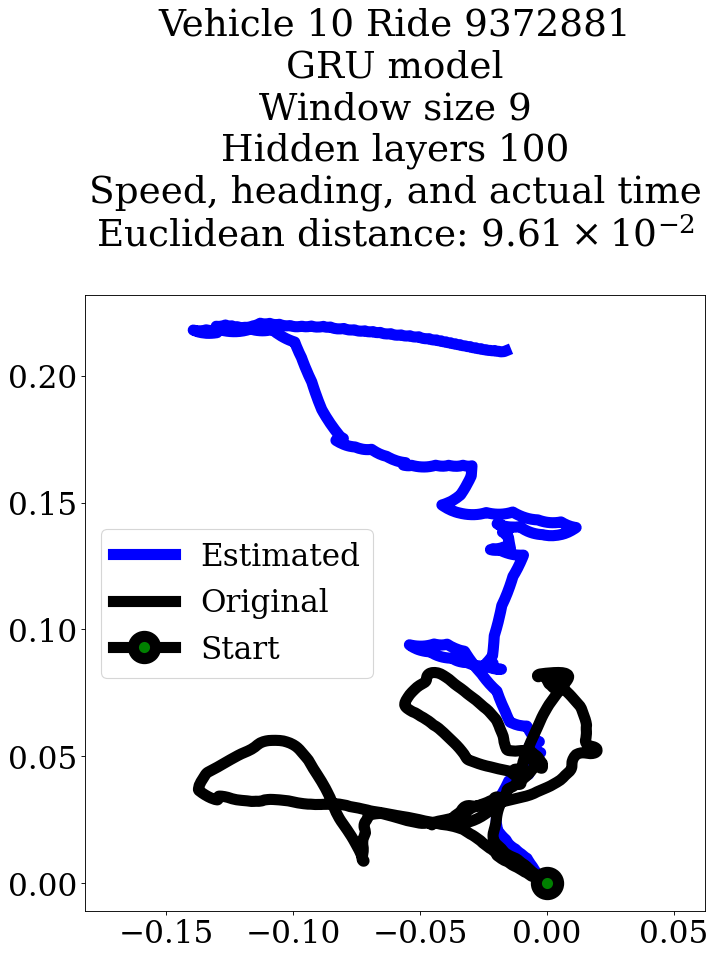 Vehicle 10 Ride 9372881
GRU model
Window size 9
Hidden layers 100
Speed, heading, and actual time
Euclidean distance: 9.61 × 10⁻²
0.20
0.15
0.10
0.05
0.00
Estimated
Original
Start
−0.15 −0.10 −0.05 0.00 0.05